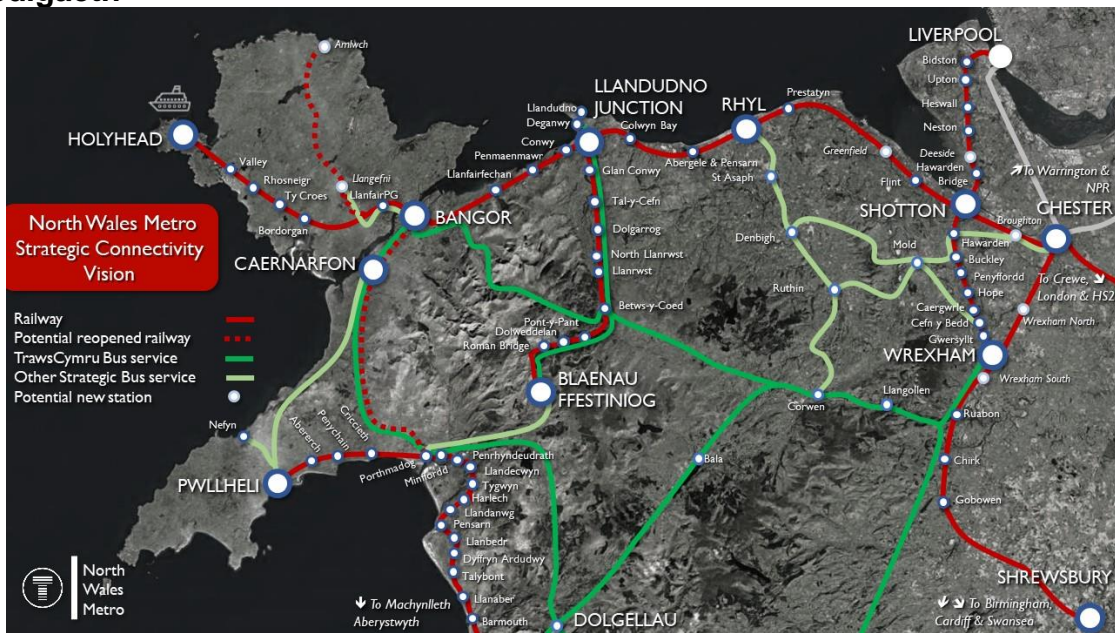 Amlwch
HOLYHEAD
Valley
Rhosneigr
Ty Croes
Bordorgan
Llangefni
LlanfairPG
BANGOR
CAERNARFON
Llanfairfechan
Penmaenmawr
Conwy
Deganwy
Llandudno
LLANDUDNO
JUNCTION
Colwyn Bay
Abergele & Pensarn
RHYL
Prestatyn
St Asaph
Greenfield
Flint
SHOTTON
LIVERPOOL
Bidston
Upton
Heswall
Neston
Deeside
Hawarden
Bridge
To Warrington &
NPR
Broughton
CHESTER
Glan Conwy
Tal-y-Cefn
Dolgarrog
North Llanrwst
Llanrwst
Betws-y-Coed
Pont-y-Pant
Dolweddelan
Roman Bridge
BLAENAU
FFESTINIOG
Denbigh
Ruthin
Mold
Hawarden
Buckley
Penyffordd
Hope
Caergwrle
Cefn y Bedd
Gwersyllt
To Crewe,
London & HS2
Wrexham North
WREXHAM
Wrexham South
Ruabon
Chirk
Gobowen
SHREWSBURY
To Birmingham,
Cardiff & Swansea
Corwen
Llangollen
Bala
DOLGELLAU
North Wales Metro
Strategic Connectivity
Vision
Railway
Potential reopened railway
TrawsCymru Bus service
Other Strategic Bus service
Potential new station
Nefyn
PWLLHELI
Abererch
Penychain
Criccieth
Porthmadog
Minffordd
Penrhyndeudrath
Llandecwyn
Tygwyn
Harlech
Llandanwg
Pensarn
Llanbedr
Dyffryn Ardudwy
Talybont
Llanaber
Barmouth
To Machynlleth
Aberystwyth
North
Wales
Metro